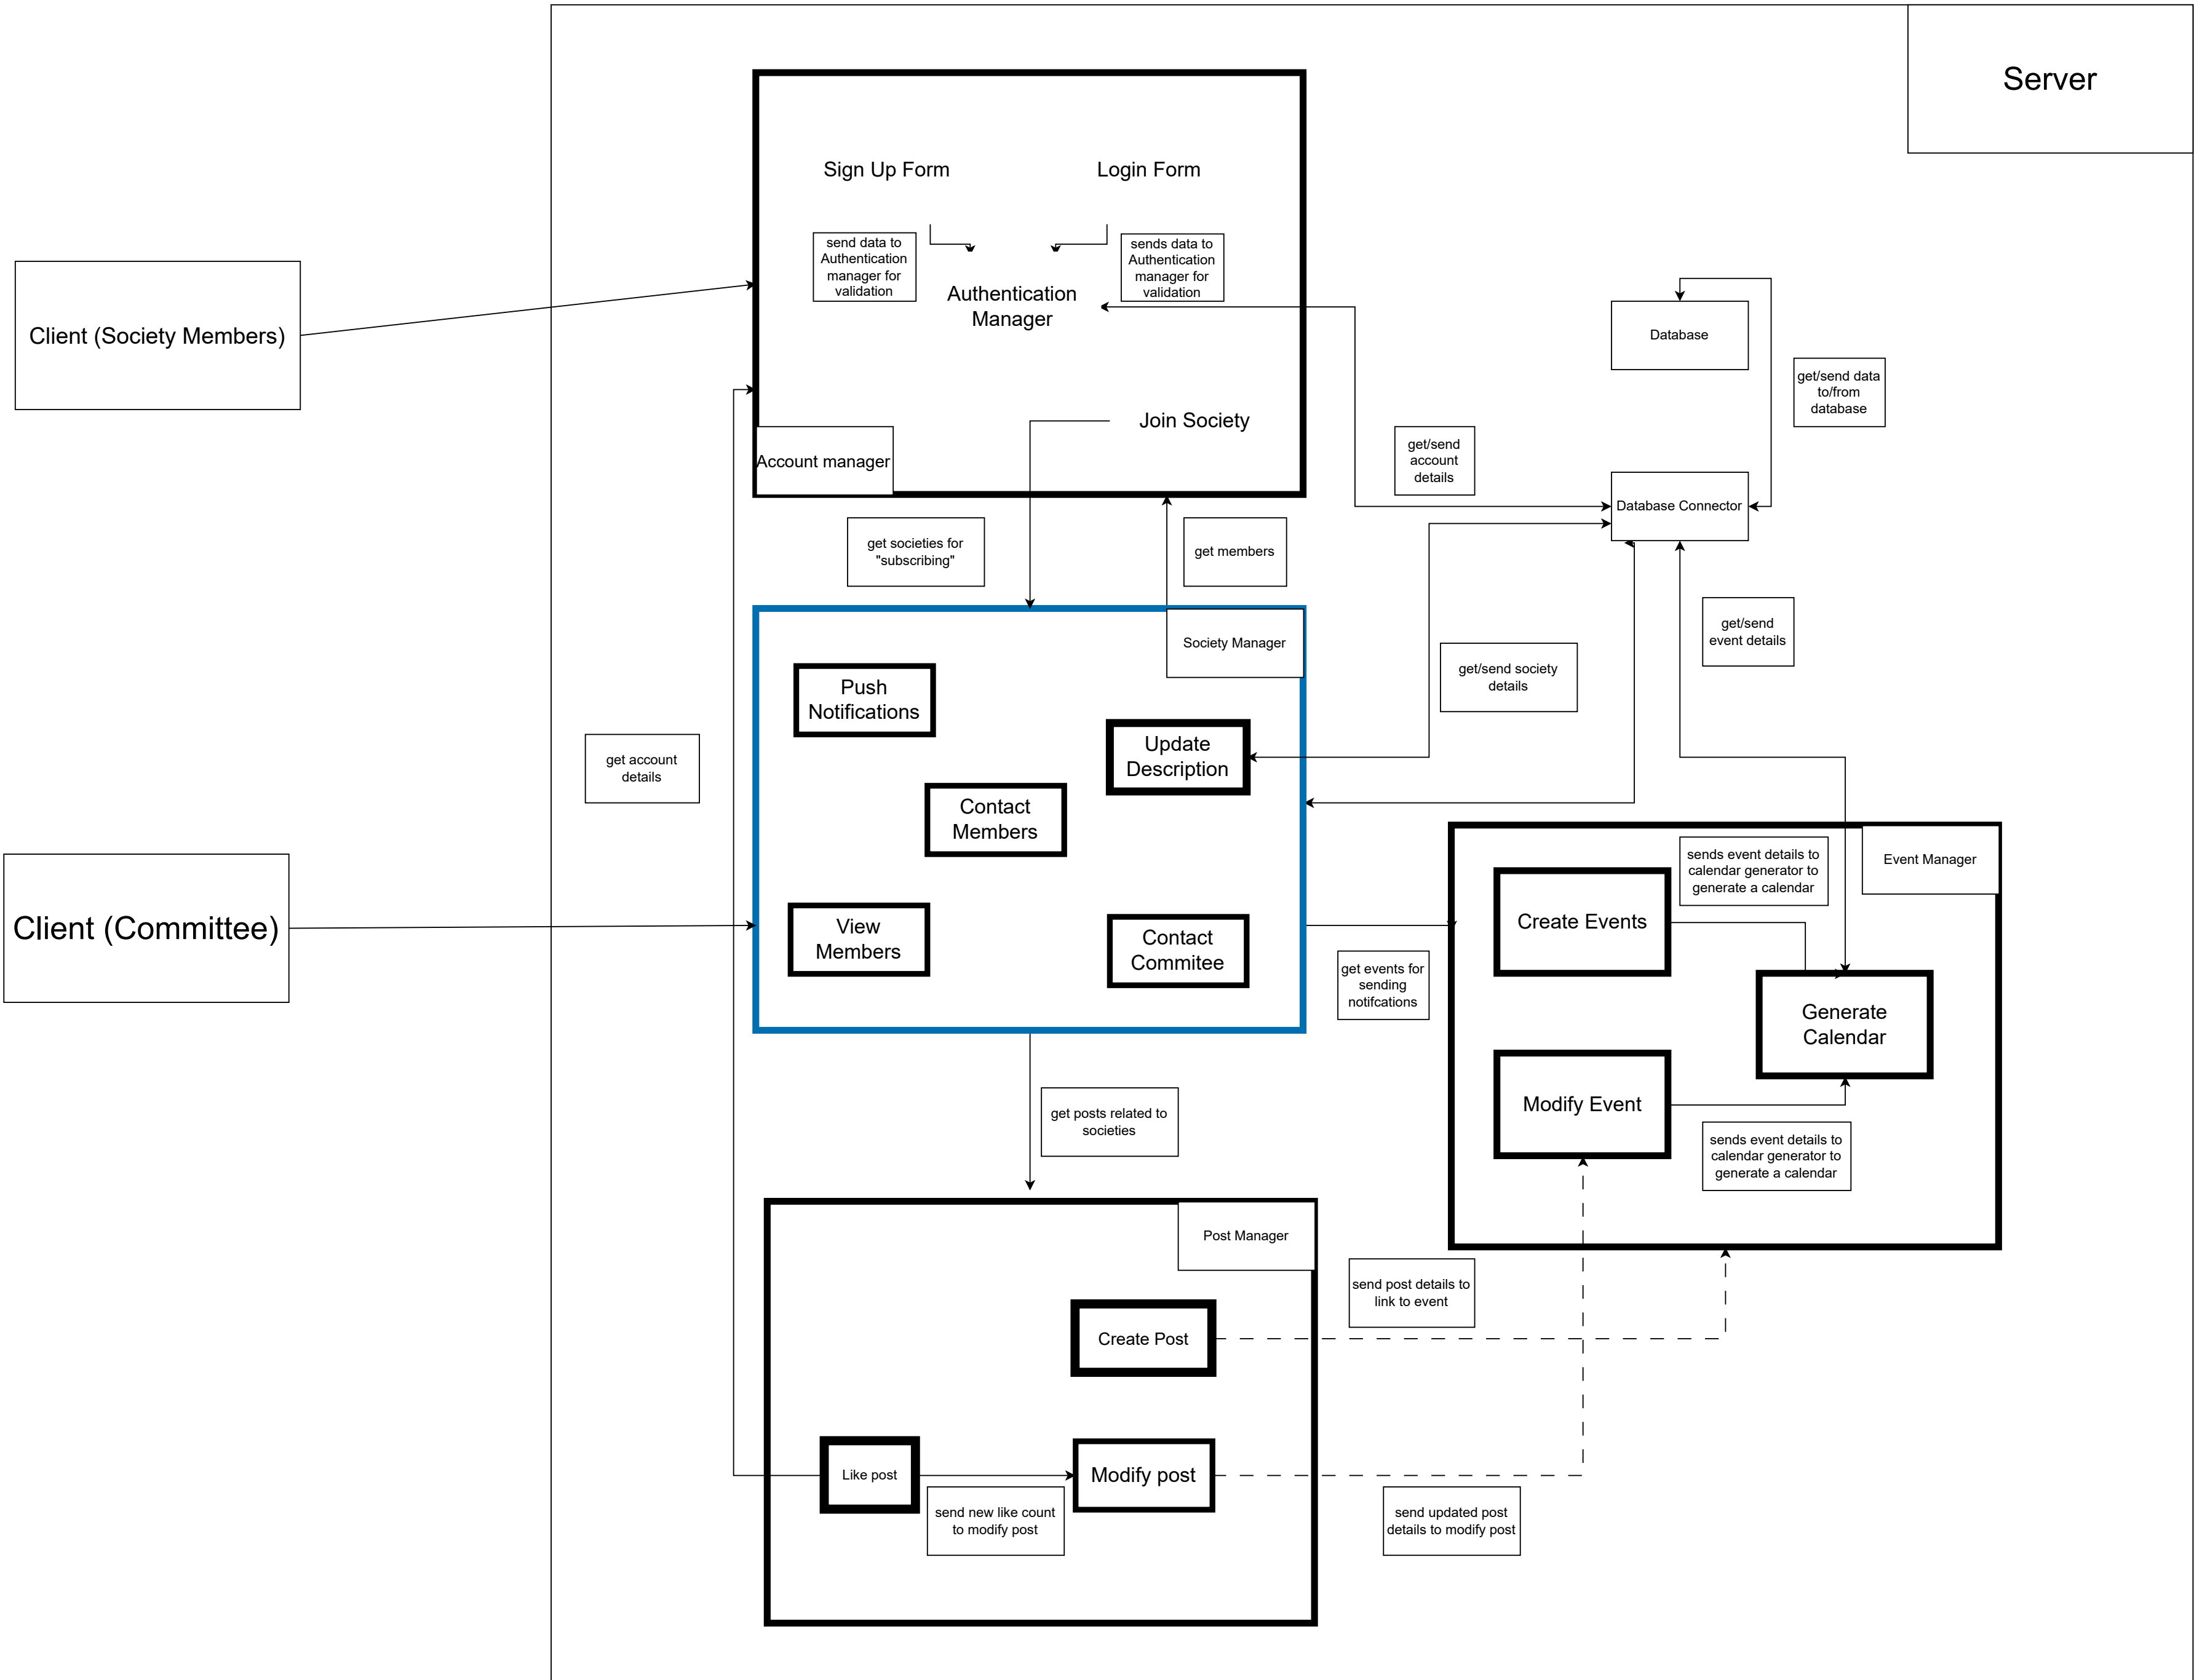 Server
Sign Up Form
Login Form
send data to
Authentication
manager for
validation
sends data to
Authentication
manager for
validation
Authentication
Manager
Client (Society Members)
Database
get/send data
to/from
database
Join Society
Account manager
get/send
account
details
Database Connector
get societies for
"subscribing"
get members
Society Manager
get/send
event details
get/send society
details
Push
Notifications
Update
Description
get account
details
Contact
Members
Client (Committee)
View
Members
Contact
Commitee
get events for
sending
notifcations
sends event details to
calendar generator to
generate a calendar
Event Manager
Create Events
Generate
Calendar
Modify Event
sends event details to
calendar generator to
generate a calendar
get posts related to
societies
Post Manager
send post details to
link to event
Create Post
Like post
Modify post
send new like count
to modify post
send updated post
details to modify post